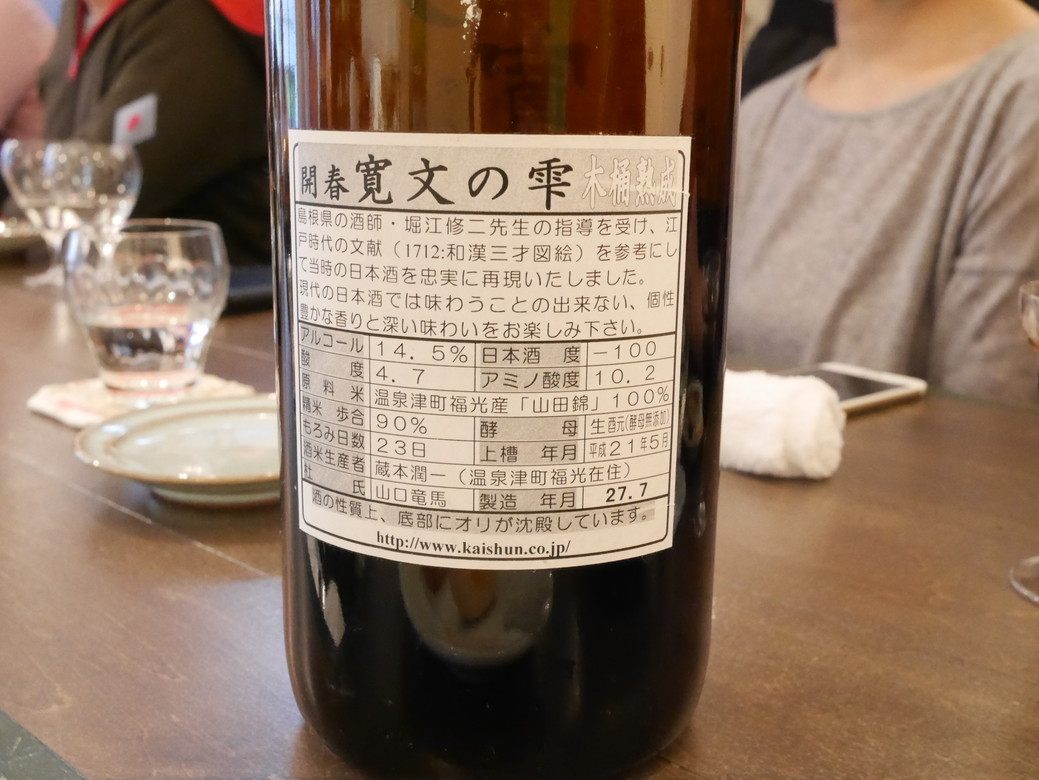 開春 寛文の雫 木桶熟成
島根県の酒師・堀江修二先生の指導を受け、江
戸時代の文献（1712:和漢三才図絵）を参考にし
て当時の日本酒を忠実に再現いたしました。
現代の日本酒では味わうことの出来ない、個性
豊かな香りと深い味わいをお楽しみ下さい。
アルコール 14.5% 日本酒 度 －100
酸 度 4.7 アミノ酸度 10.2
原 料 米 温泉津町福光産「山田錦」100%
精米 歩合 90% 酵 母 生酛(酵母無添加)
もろみ日数 23日 上槽 年月 平成21年5月
酒米生産者 蔵本潤一（温泉津町福光在住）
杜 氏 山口竜馬 製造 年月 27.7
酒の性質上、底部にオリが沈殿しています。
http://www.kaishun.co.jp/